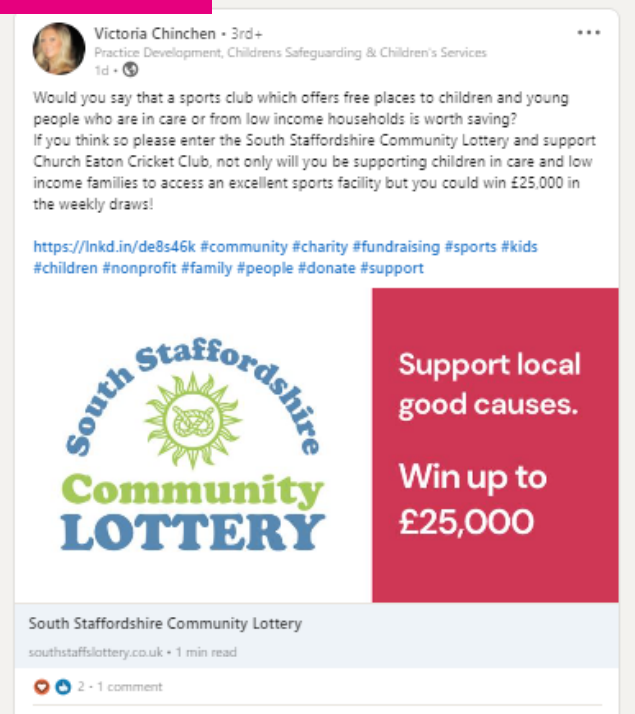 Victoria Chinchen • 3rd+
Practice Development, Childrens Safeguarding & Children's Services
1d •
Would you say that a sports club which offers free places to children and young
people who are in care or from low income households is worth saving?
If you think so please enter the South Staffordshire Community Lottery and support
Church Eaton Cricket Club, not only will you be supporting children in care and low
income families to access an excellent sports facility but you could win £25,000 in
the weekly draws!
https://lnkd.in/de8s46k #community #charity #fundraising #sports #kids
#children #nonprofit #family #people #donate #support
South Staffordshire
Community
LOTTERY
Support local
good causes.
Win up to
£25,000
South Staffordshire Community Lottery
southstaffslottery.co.uk • 1 min read
2 • 1 comment